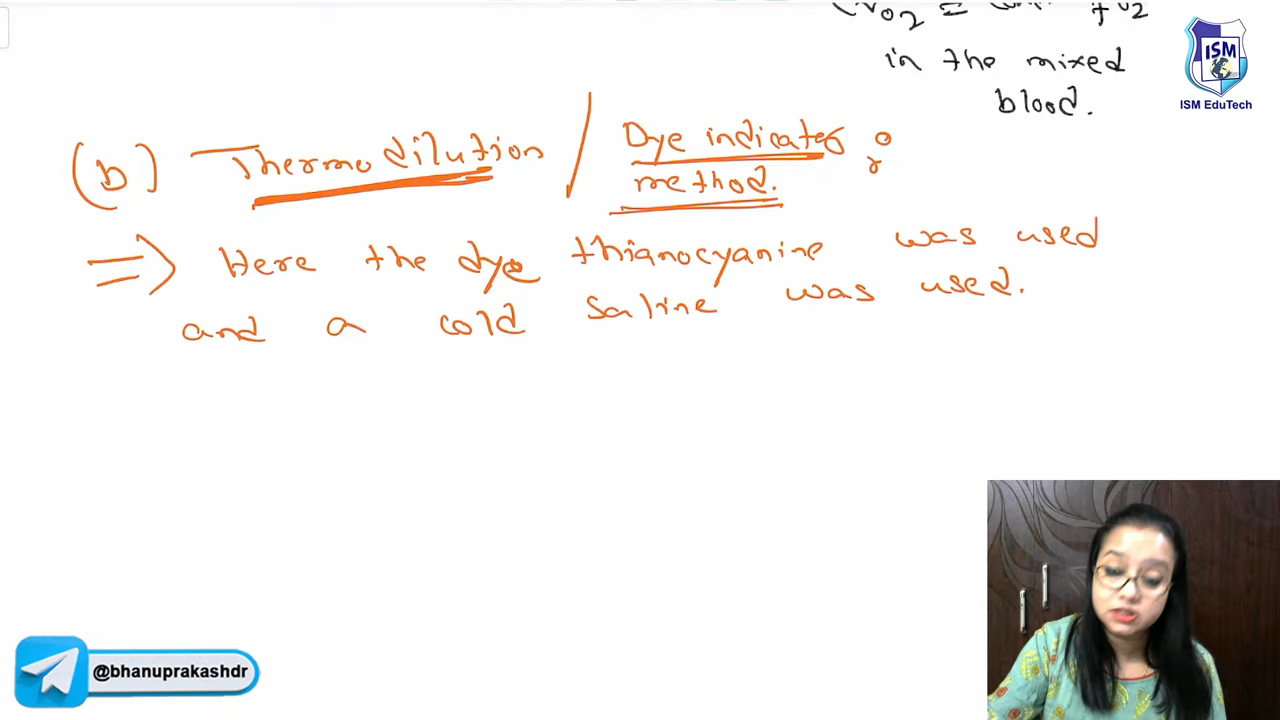 in the mixed
blood.
ISM
ISM EduTech
(b) Thermodilution / Dye indicator
method.
⇒ Here the dye thianocyanine was used
and a cold saline was used.
@bhanuprakashdr